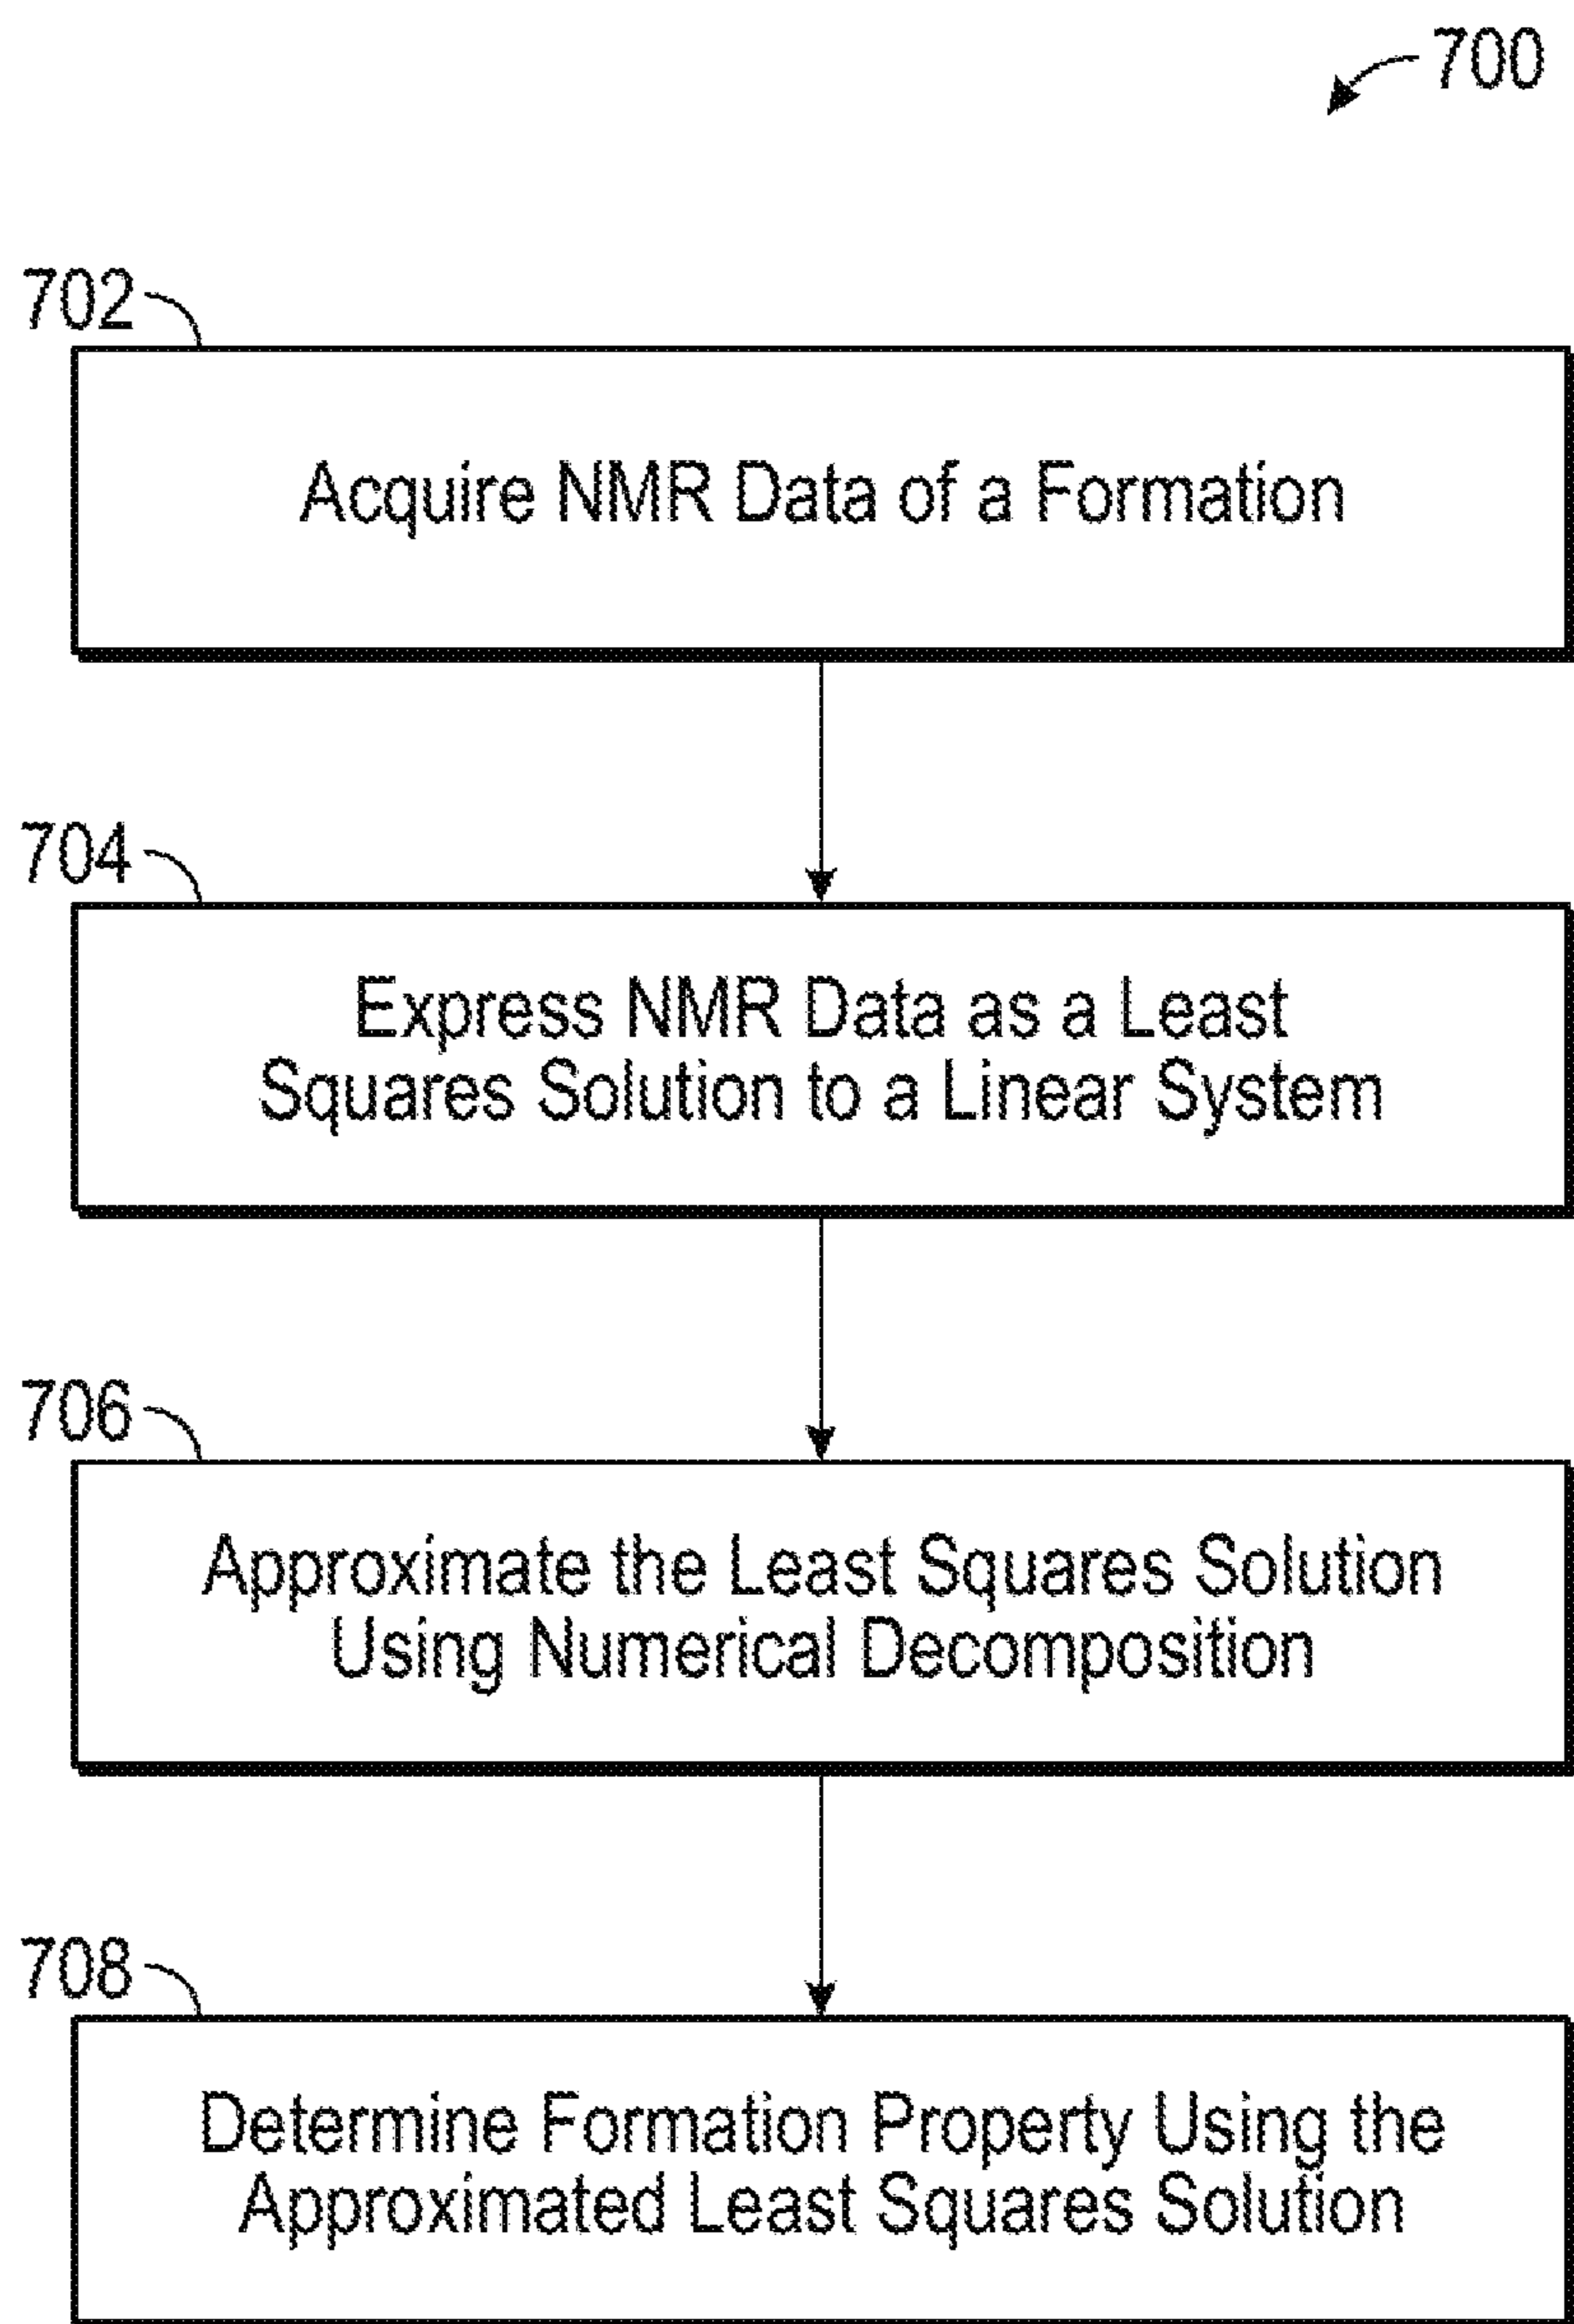 700
702
Acquire NMR Data of a Formation
704
Express NMR Data as a Least
Squares Solution to a Linear System
706
Approximate the Least Squares Solution
Using Numerical Decomposition
708
Determine Formation Property Using the
Approximated Least Squares Solution